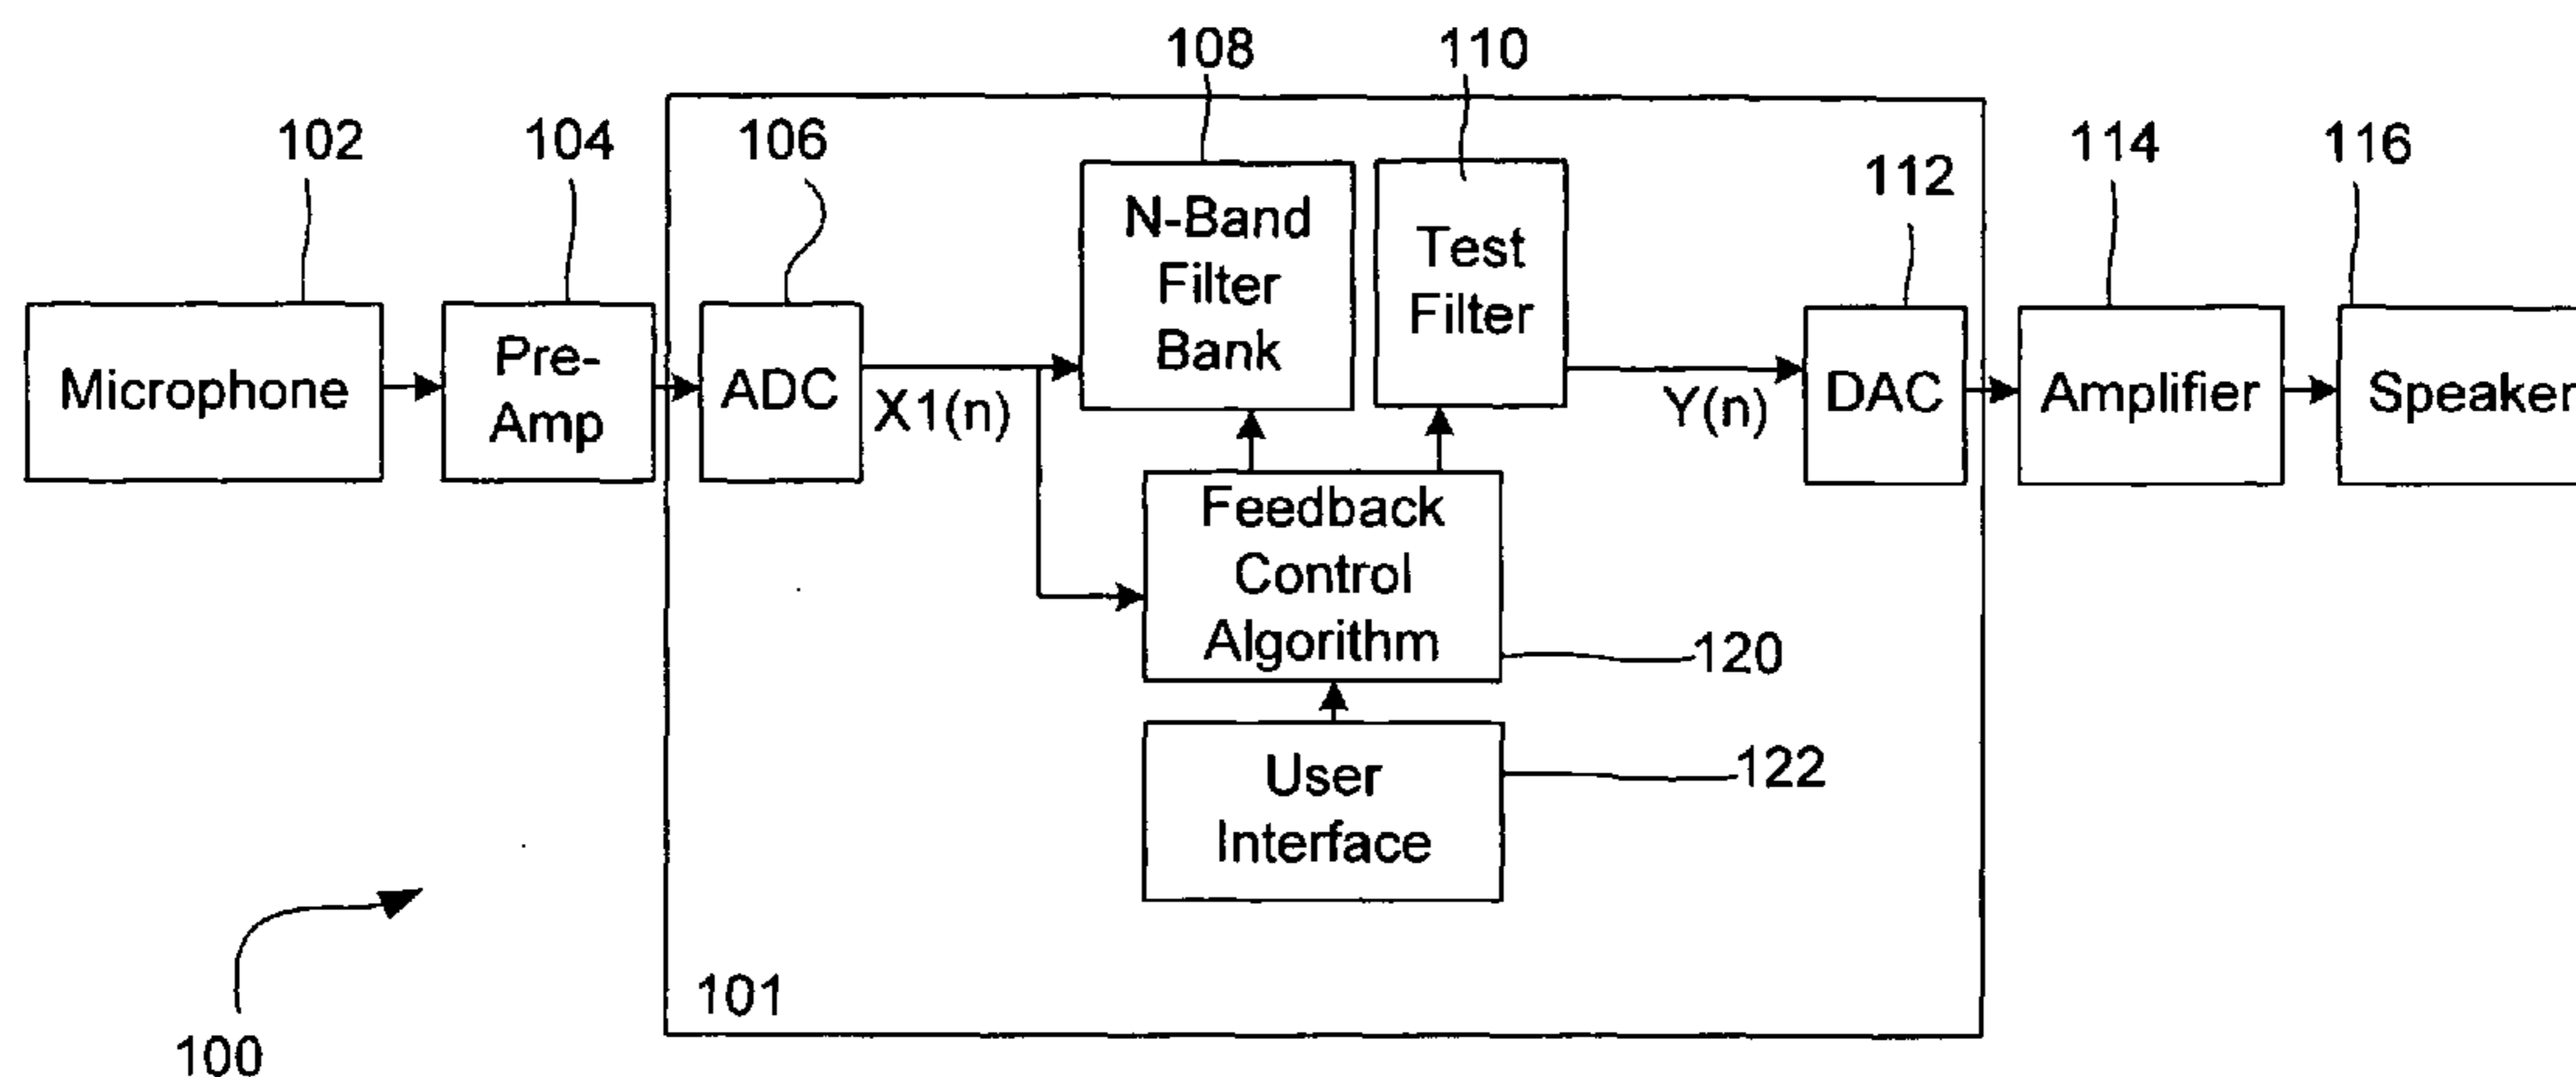 108
110
102
104
106
112
114
116
N-Band
Filter
Bank
Test
Filter
Microphone
Pre-
Amp
ADC
X1(n)
Y(n)
DAC
Amplifier
Speaker
Feedback
Control
Algorithm
120
User
Interface
122
101
100